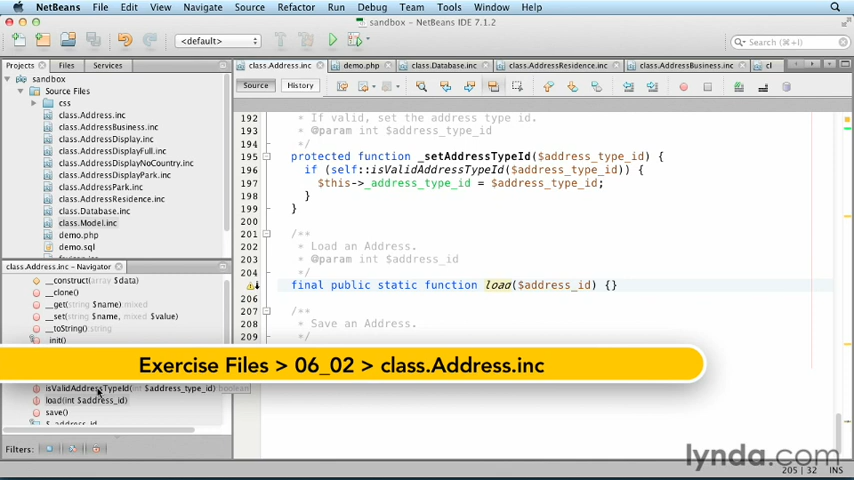 NetBeans File Edit View Navigate Source Refactor Run Debug Team Tools Window Help
sandbox - NetBeans IDE 7.1.2
<default>
Search (⌘+I)
Projects Files Services
class.Address.inc demo.php class.Database.inc class.AddressResidence.inc class.AddressBusiness.inc cl
Source History
sandbox
Source Files
css
class.Address.inc
class.AddressBusiness.inc
class.AddressDisplay.inc
class.AddressDisplayFull.inc
class.AddressDisplayNoCountry.inc
class.AddressDisplayPark.inc
class.AddressPark.inc
class.AddressResidence.inc
class.Database.inc
class.Model.inc
demo.php
demo.sql
class.Address.inc - Navigator
__construct(array $data)
__clone()
__get(string $name) mixed
__set(string $name, mixed $value)
__toString():string
_init()
isValidAddressTypeId(int $address_type_id) boolean
load(int $address_id)
save()
$_address_id
Filters:
192 * If valid, set the address type id.
193 * @param int $address_type_id
194 */
195 protected function _setAddressTypeId($address_type_id) {
196 if (self::isValidAddressTypeId($address_type_id)) {
197 $this->_address_type_id = $address_type_id;
198 }
199 }
200
201 /**
202 * Load an Address.
203 * @param int $address_id
204 */
205 final public static function load($address_id) {}
206
207 /**
208 * Save an Address.
209 */
Exercise Files > 06_02 > class.Address.inc
lynda.com
205 | 32 INS